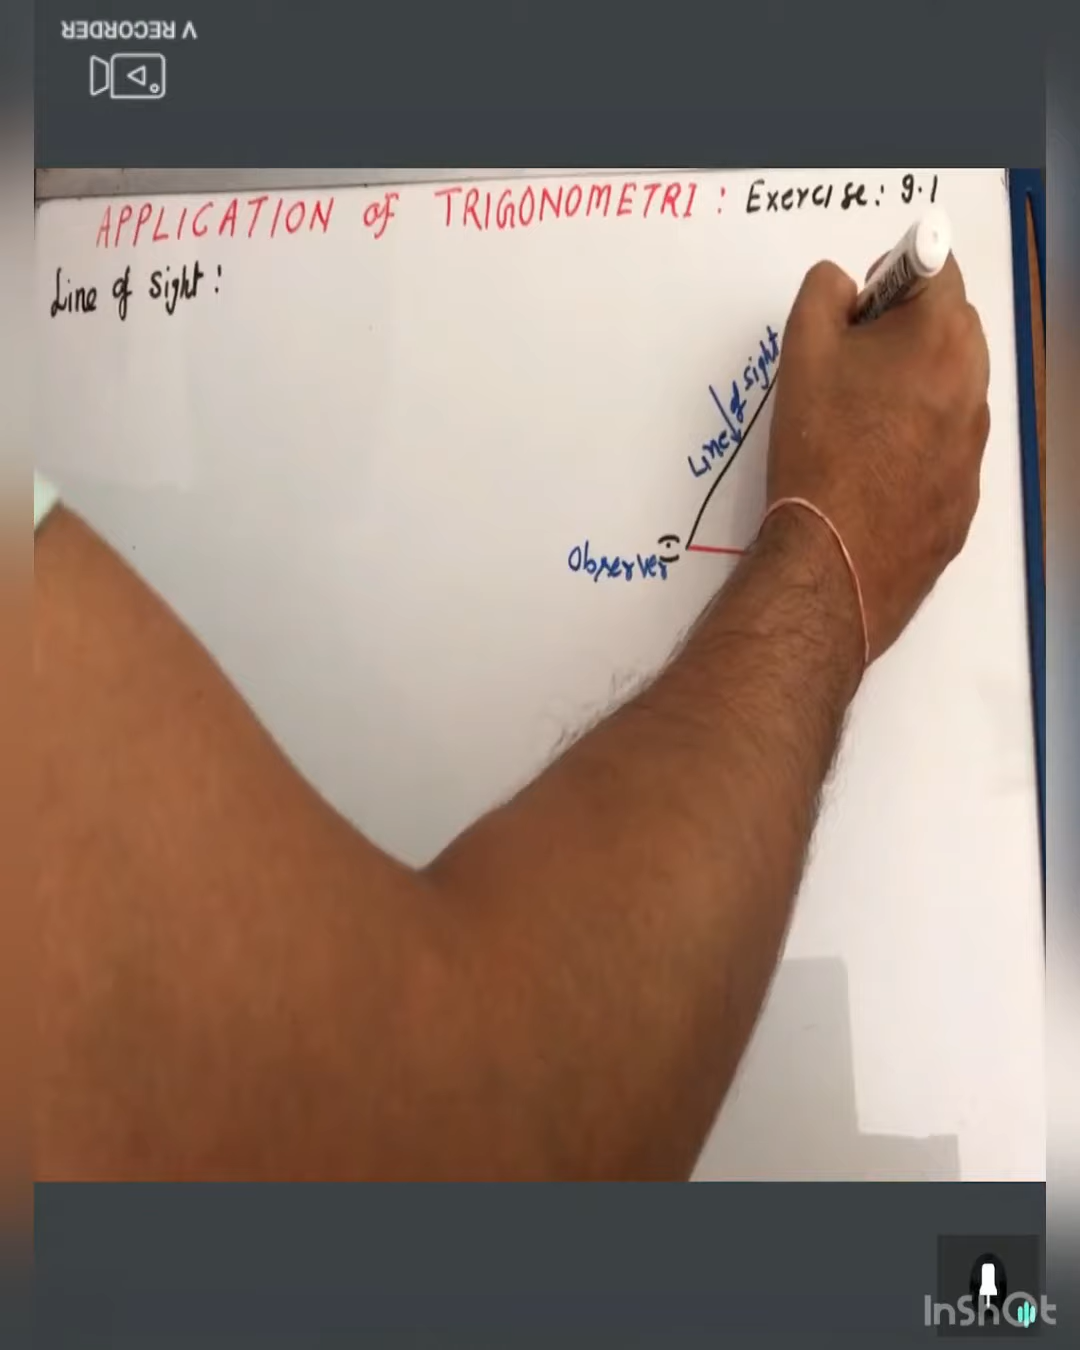 V RECORDER
APPLICATION of TRIGONOMETRI : Exercise: 9.1
Line of Sight :
Line of Sight
Observer
InShOt